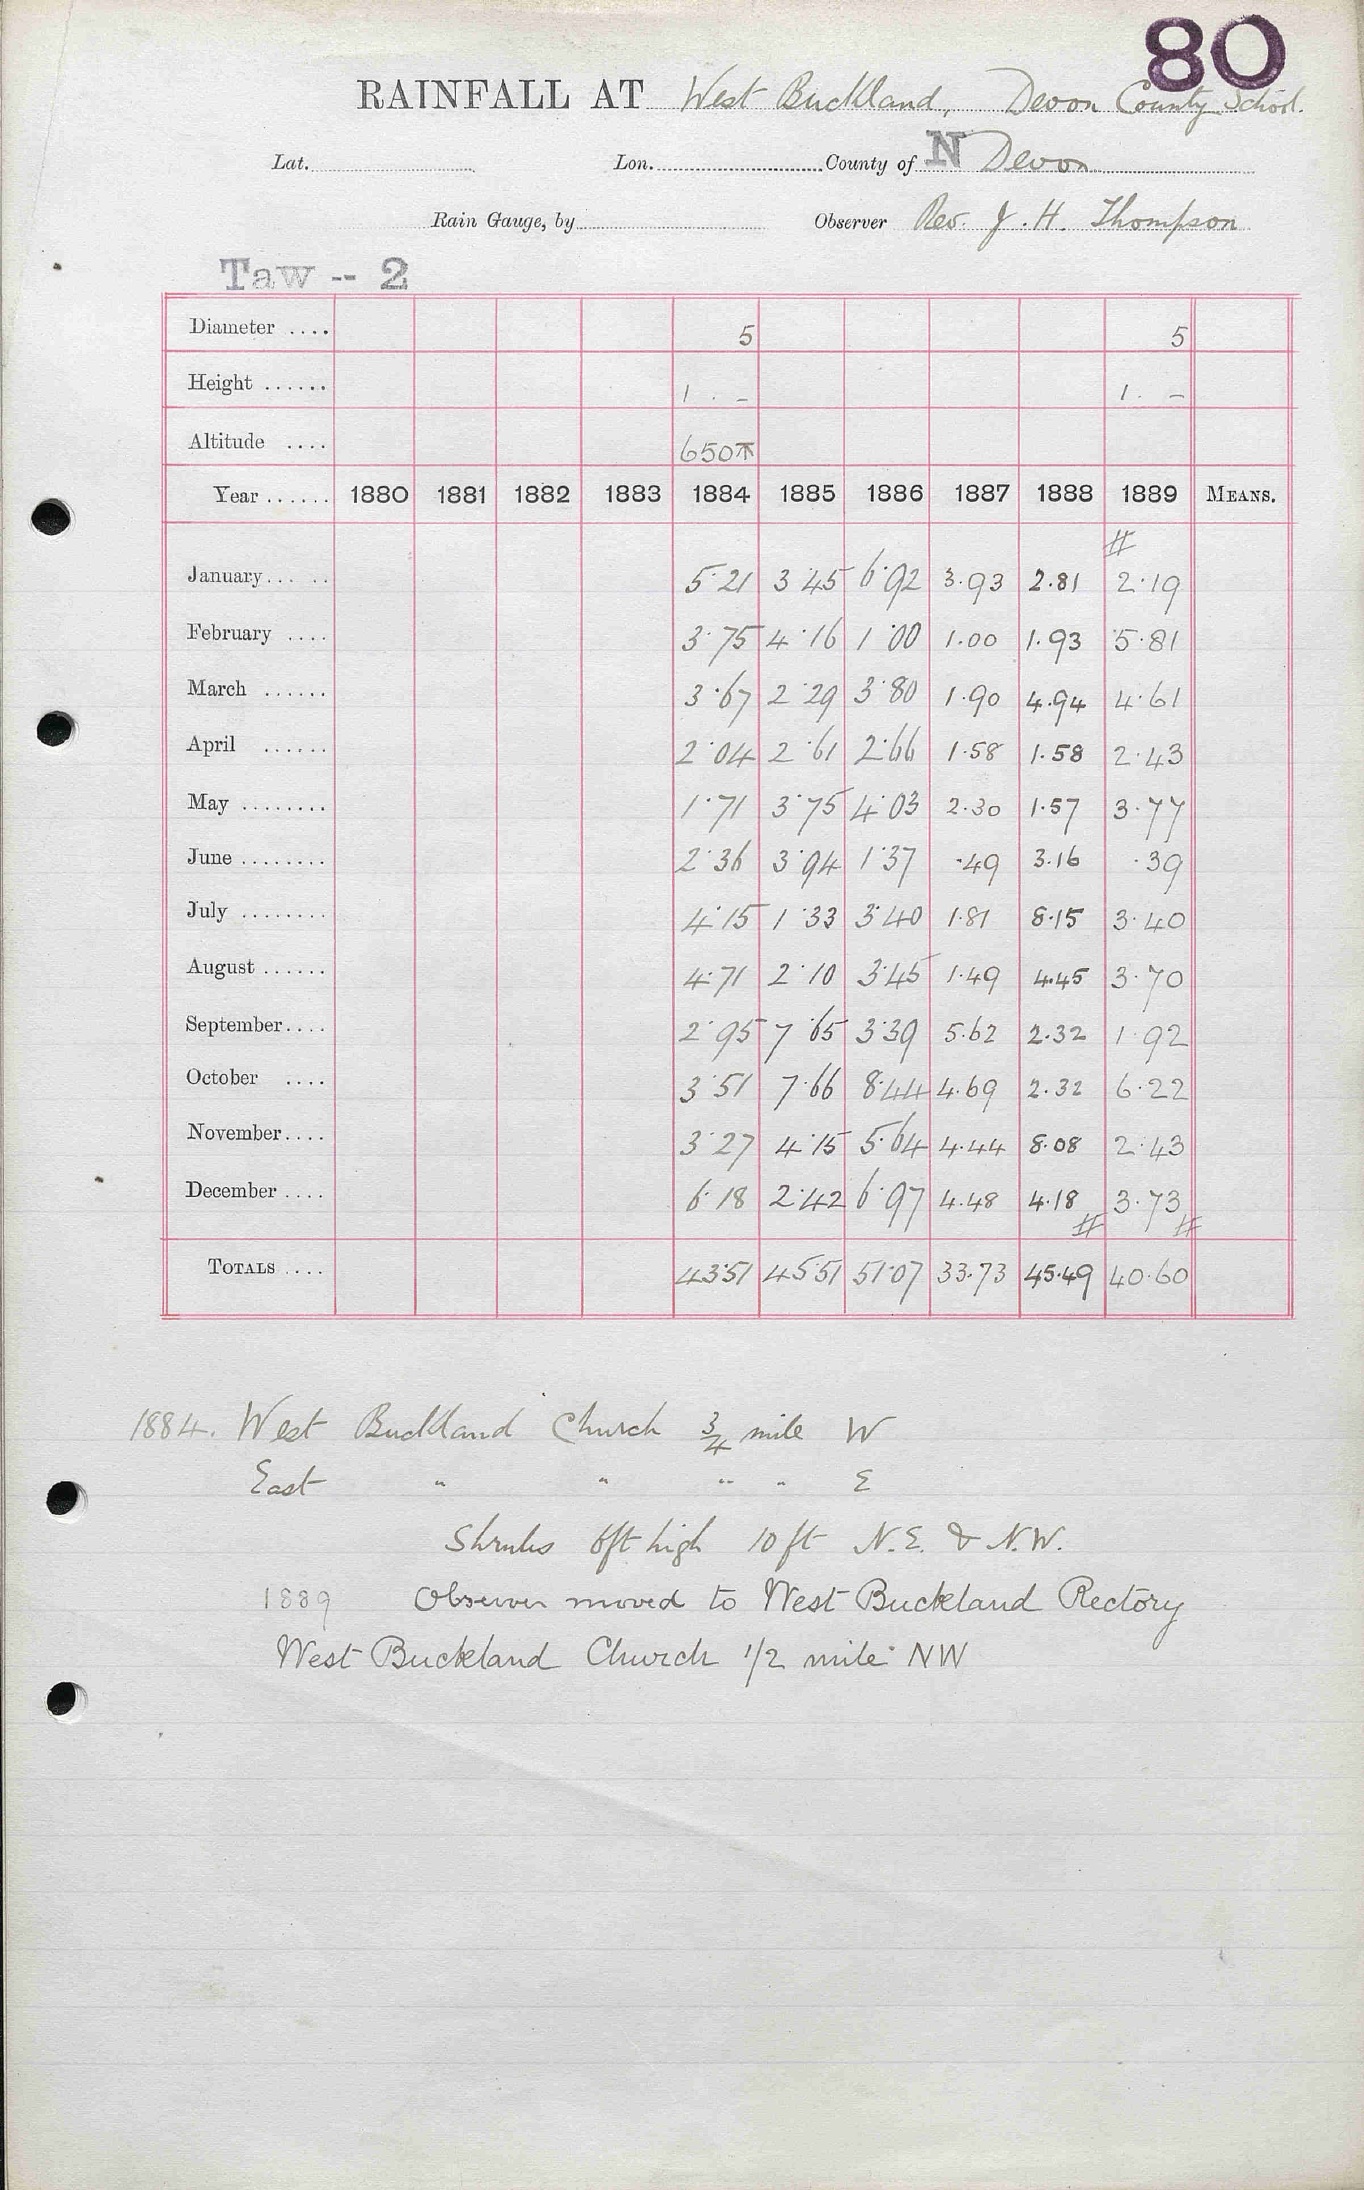 80
RAINFALL AT West Buckland, Devon County School.
Lat. Lon. County of N Devon
Rain Gauge, by Observer Rev. J. H. Thompson
Taw -- 2
Diameter .... 5 5
Height ...... 1 . - 1 . -
Altitude .... 650
Year ...... 1880 1881 1882 1883 1884 1885 1886 1887 1888 1889 MEANS.
#
January... .. 5·21 3·45 6·92 3·93 2·81 2·19
February .... 3·75 4·16 1·00 1·00 1·93 5·81
March ...... 3·67 2·29 3·80 1·90 4·94 4·61
April ...... 2·04 2·61 2·66 1·58 1·58 2·43
May ........ 1·71 3·75 4·03 2·30 1·57 3·77
June ........ 2·36 3·94 1·37 ·49 3·16 ·39
July ........ 4·15 1·33 3·40 1·81 8·15 3·40
August ...... 4·71 2·10 3·45 1·49 4·45 3·70
September.... 2·95 7·65 3·39 5·62 2·32 1·92
October .... 3·51 7·66 8·44 4·69 2·32 6·22
November.... 3·27 4·15 5·64 4·44 8·08 2·43
December .... 6·18 2·42 6·97 4·48 4·18 3·73
# #
TOTALS .... 43·51 45·51 51·07 33·73 45·49 40·60
1884. West Buckland Church 3/4 mile W
East " " " " E
Shrubs 6ft high 10 ft N.E. & N.W.
1889 Observer moved to West Buckland Rectory
West Buckland Church 1/2 mile NW